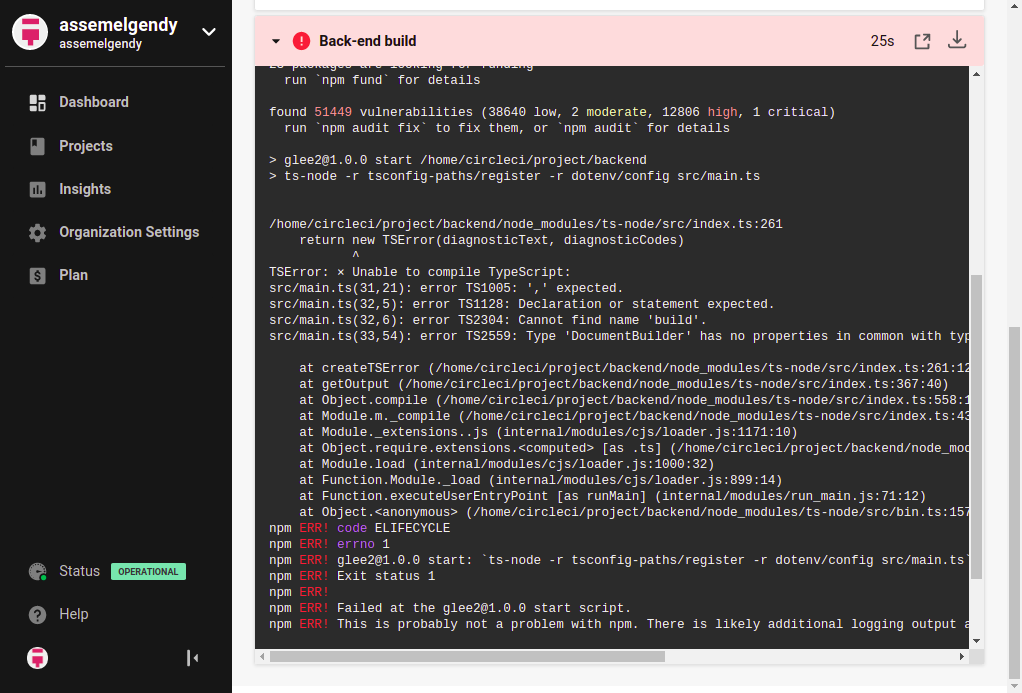 assemelgendy
assemelgendy
Dashboard
Projects
Insights
Organization Settings
Plan
Status OPERATIONAL
Help
Back-end build 25s
28 packages are looking for funding
  run `npm fund` for details
found 51449 vulnerabilities (38640 low, 2 moderate, 12806 high, 1 critical)
  run `npm audit fix` to fix them, or `npm audit` for details
> glee2@1.0.0 start /home/circleci/project/backend
> ts-node -r tsconfig-paths/register -r dotenv/config src/main.ts
/home/circleci/project/backend/node_modules/ts-node/src/index.ts:261
    return new TSError(diagnosticText, diagnosticCodes)
           ^
TSError: ⨯ Unable to compile TypeScript:
src/main.ts(31,21): error TS1005: ',' expected.
src/main.ts(32,5): error TS1128: Declaration or statement expected.
src/main.ts(32,6): error TS2304: Cannot find name 'build'.
src/main.ts(33,54): error TS2559: Type 'DocumentBuilder' has no properties in common with typ
    at createTSError (/home/circleci/project/backend/node_modules/ts-node/src/index.ts:261:12
    at getOutput (/home/circleci/project/backend/node_modules/ts-node/src/index.ts:367:40)
    at Object.compile (/home/circleci/project/backend/node_modules/ts-node/src/index.ts:558:1
    at Module.m._compile (/home/circleci/project/backend/node_modules/ts-node/src/index.ts:43
    at Module._extensions..js (internal/modules/cjs/loader.js:1171:10)
    at Object.require.extensions.<computed> [as .ts] (/home/circleci/project/backend/node_mod
    at Module.load (internal/modules/cjs/loader.js:1000:32)
    at Function.Module._load (internal/modules/cjs/loader.js:899:14)
    at Function.executeUserEntryPoint [as runMain] (internal/modules/run_main.js:71:12)
    at Object.<anonymous> (/home/circleci/project/backend/node_modules/ts-node/src/bin.ts:157
npm ERR! code ELIFECYCLE
npm ERR! errno 1
npm ERR! glee2@1.0.0 start: `ts-node -r tsconfig-paths/register -r dotenv/config src/main.ts`
npm ERR! Exit status 1
npm ERR!
npm ERR! Failed at the glee2@1.0.0 start script.
npm ERR! This is probably not a problem with npm. There is likely additional logging output a